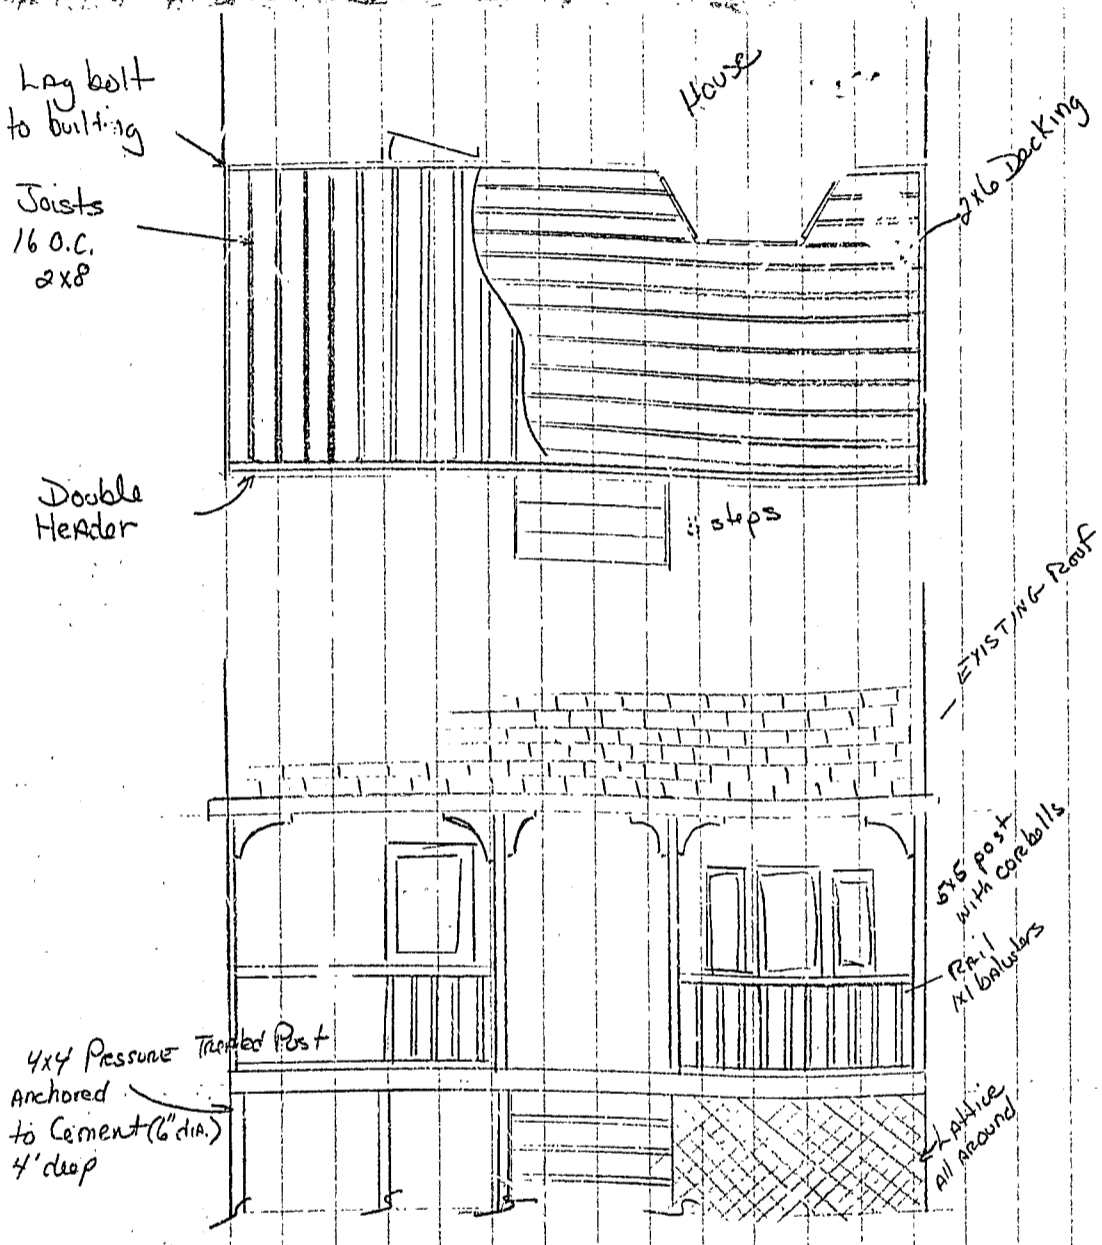 House
Lag bolt
to builting
2x6 Decking
Joists
16 O.C.
2x8
Double
Header
steps
EXISTING Roof
5x5 post
with corbolls
Rail
1x1 balusters
4x4 Pressure Treated Post
Anchored
to Cement (6" dia.)
4' deep
Lattice
All Around